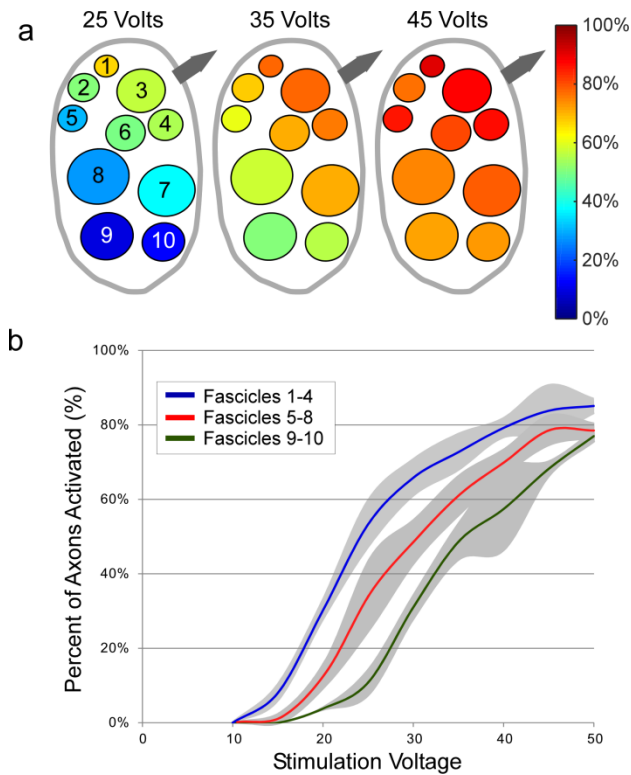 a
25 Volts 35 Volts 45 Volts
1
2
3
4
5
6
7
8
9
10
100%
80%
60%
40%
20%
0%
b
Percent of Axons Activated (%)
100%
80%
60%
40%
20%
0%
Fascicles 1-4
Fascicles 5-8
Fascicles 9-10
0 10 20 30 40 50
Stimulation Voltage